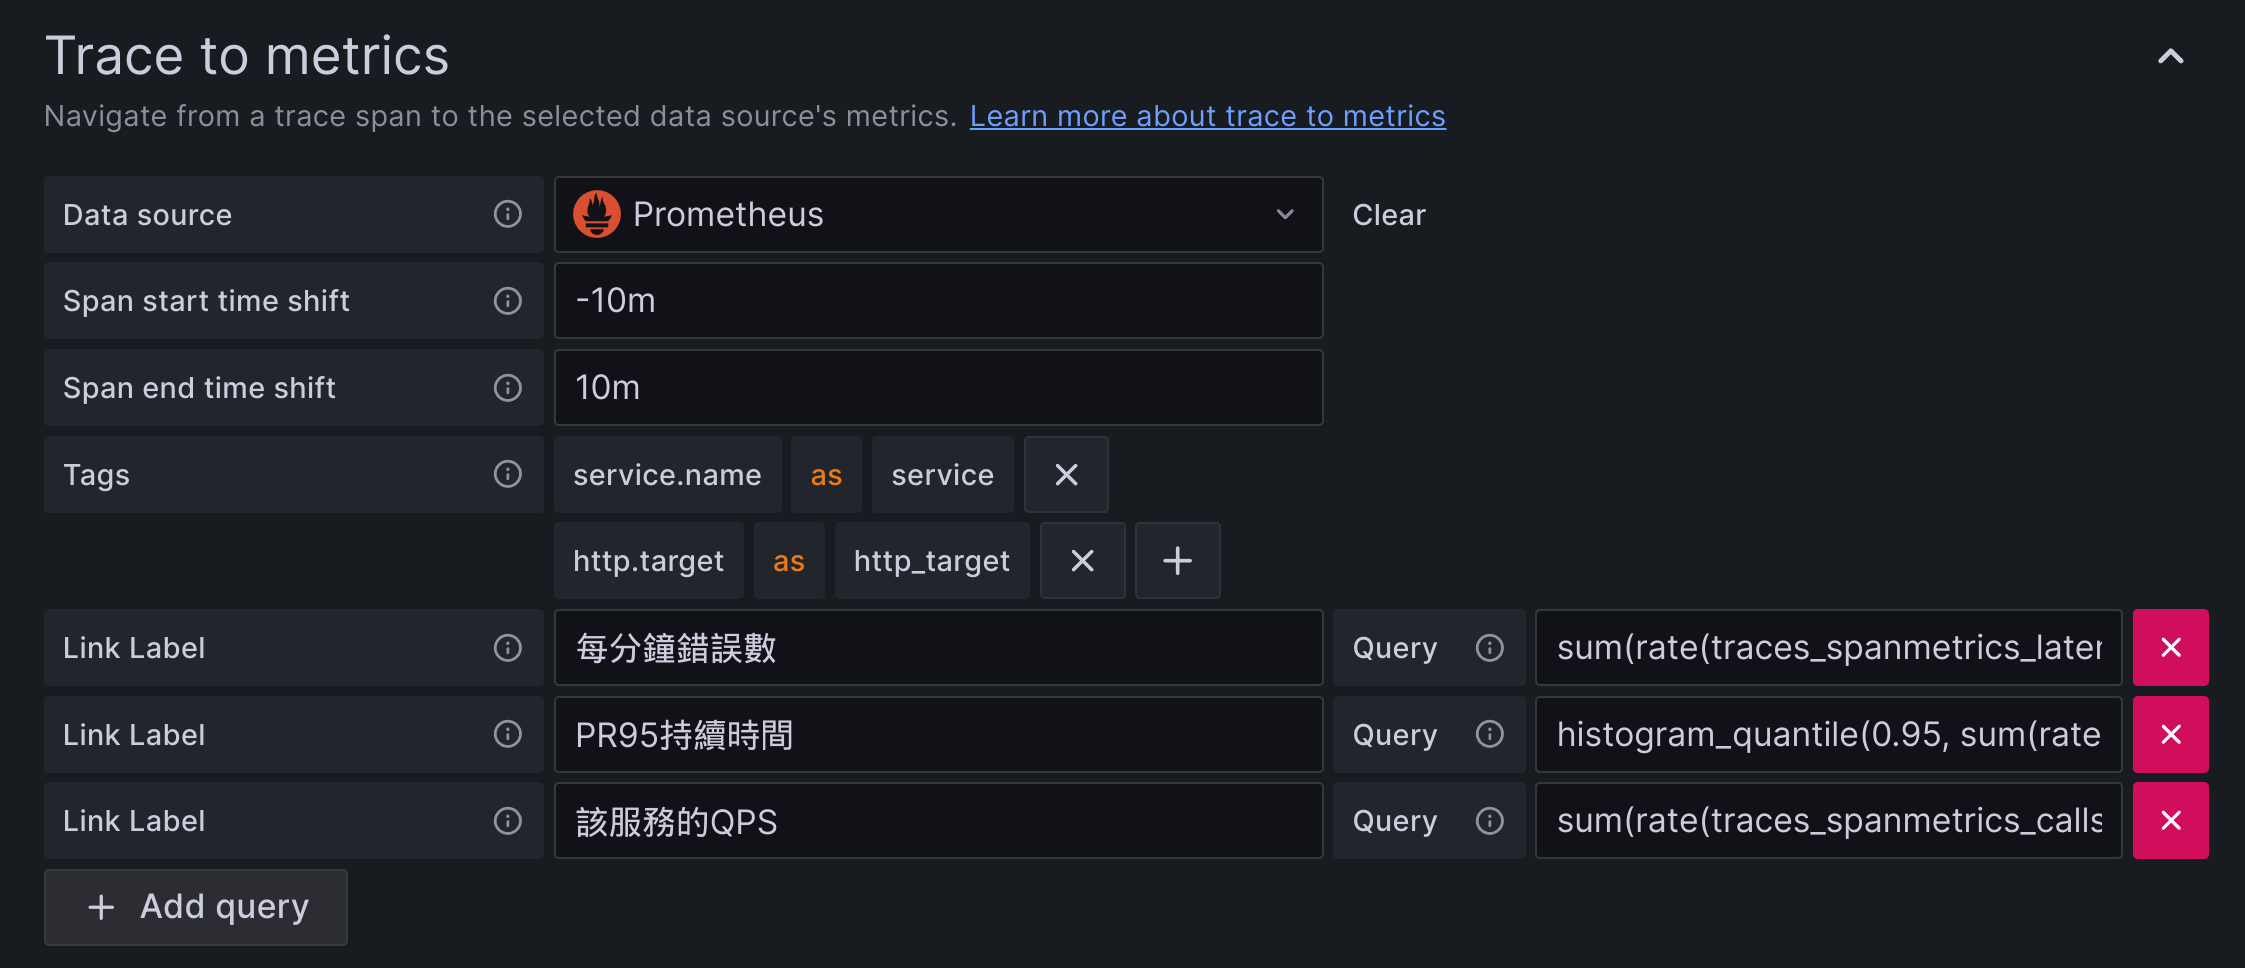 Trace to metrics
Navigate from a trace span to the selected data source's metrics. Learn more about trace to metrics
Data source Prometheus Clear
Span start time shift -10m
Span end time shift 10m
Tags service.name as service
http.target as http_target
Link Label 每分鐘錯誤數 Query sum(rate(traces_spanmetrics_later
Link Label PR95持續時間 Query histogram_quantile(0.95, sum(rate
Link Label 該服務的QPS Query sum(rate(traces_spanmetrics_calls
+ Add query